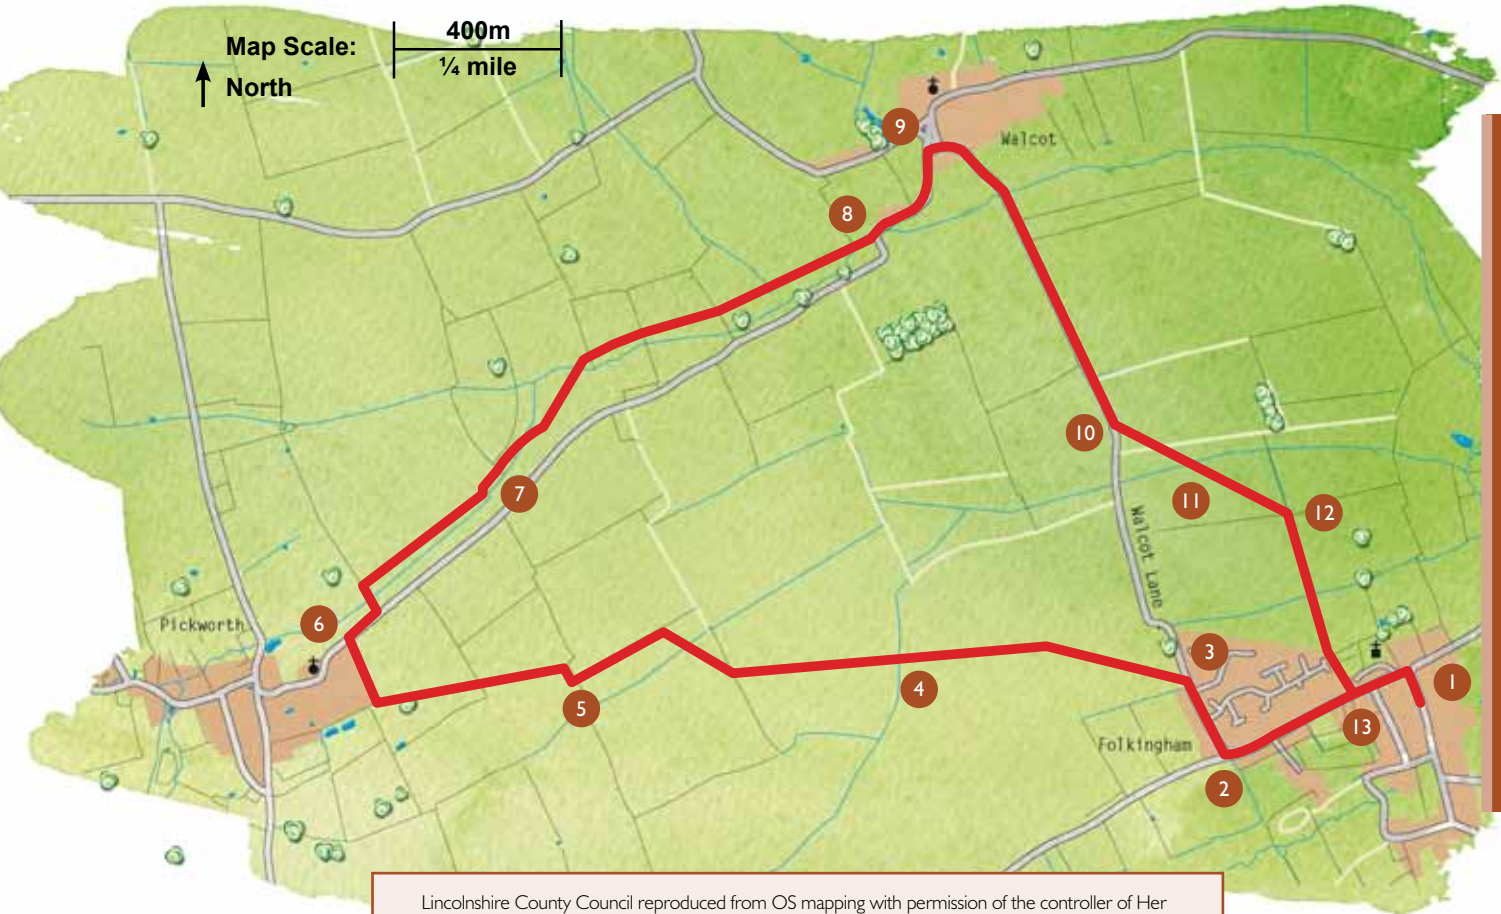 Map Scale:
400m
¼ mile
North
9
Walcot
8
10
7
11
12
Walcot Lane
Pickworth
6
3
1
4
5
13
Folkingham
2
Lincolnshire County Council reproduced from OS mapping with permission of the controller of Her